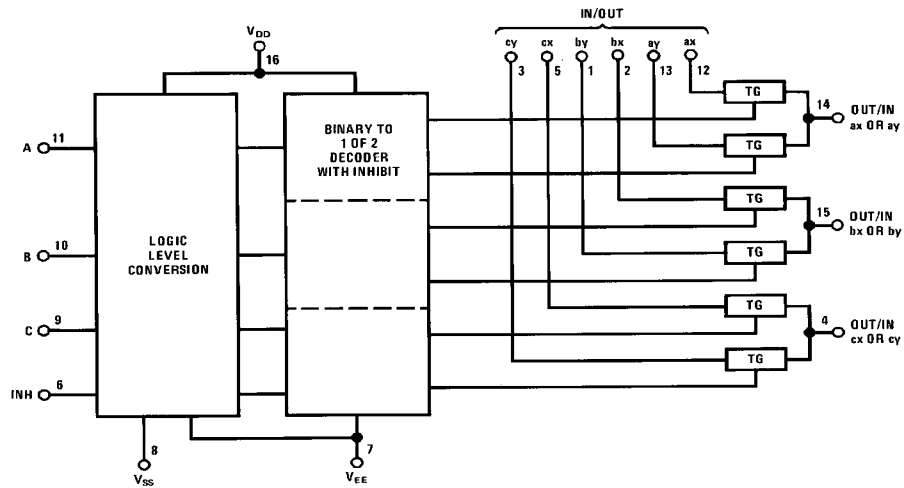 IN/OUT
VDD
16
cy cx by bx ay ax
3 5 1 2 13 12
TG
14
OUT/IN
ax OR ay
BINARY TO
1 OF 2
DECODER
WITH INHIBIT
A 11
TG
TG
15
OUT/IN
bx OR by
B 10
LOGIC
LEVEL
CONVERSION
TG
C 9
TG
4
OUT/IN
cx OR cy
TG
INH 6
8
VSS
7
VEE